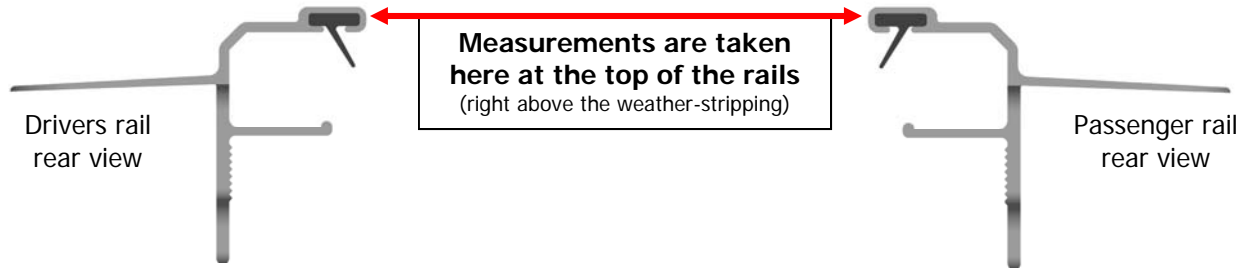 Measurements are taken
here at the top of the rails
(right above the weather-stripping)
Drivers rail
rear view
Passenger rail
rear view